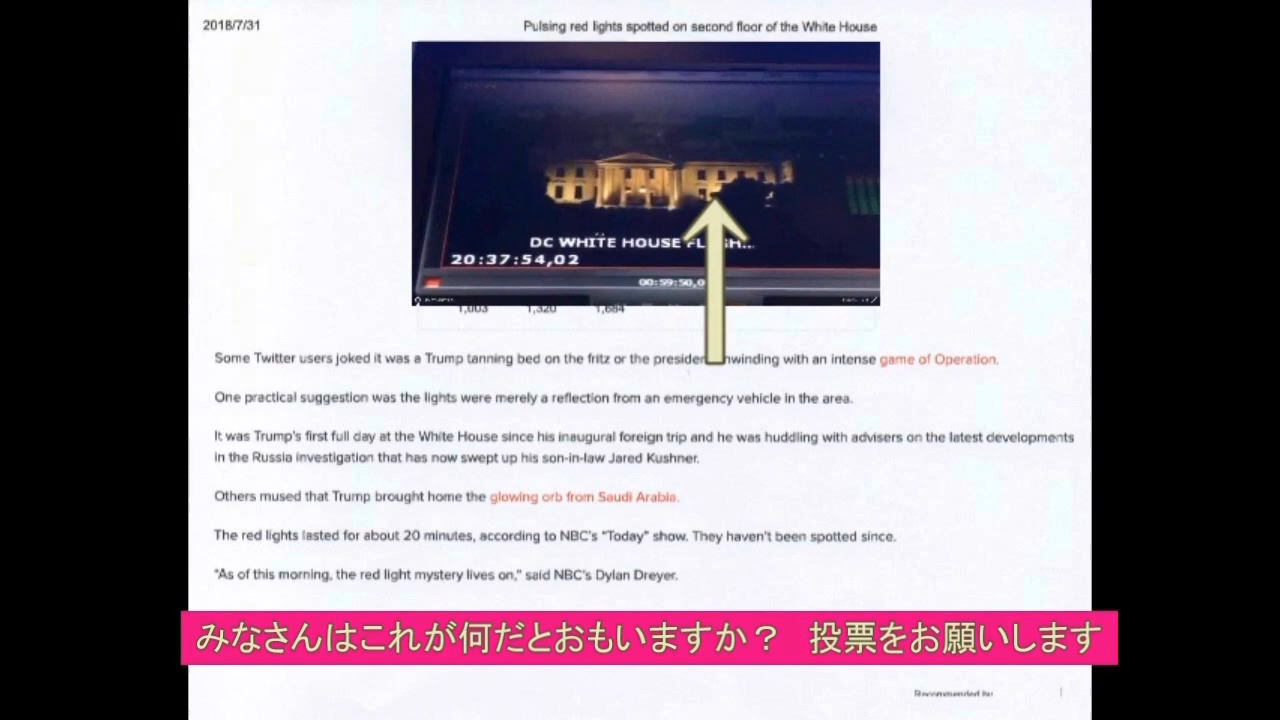 2018/7/31
Pulsing red lights spotted on second floor of the White House
DC WHITE HOUSE
20:37:54,02
1,003 1,320 1,684
Some Twitter users joked it was a Trump tanning bed on the fritz or the presiden nwinding with an intense game of Operation.
One practical suggestion was the lights were merely a reflection from an emergency vehicle in the area.
It was Trump's first full day at the White House since his inaugural foreign trip and he was huddling with advisers on the latest developments
in the Russia investigation that has now swept up his son-in-law Jared Kushner.
Others mused that Trump brought home the glowing orb from Saudi Arabia.
The red lights lasted for about 20 minutes, according to NBC's "Today" show. They haven't been spotted since.
"As of this morning, the red light mystery lives on," said NBC's Dylan Dreyer.
みなさんはこれが何だとおもいますか？ 投票をお願いします
Recommended by